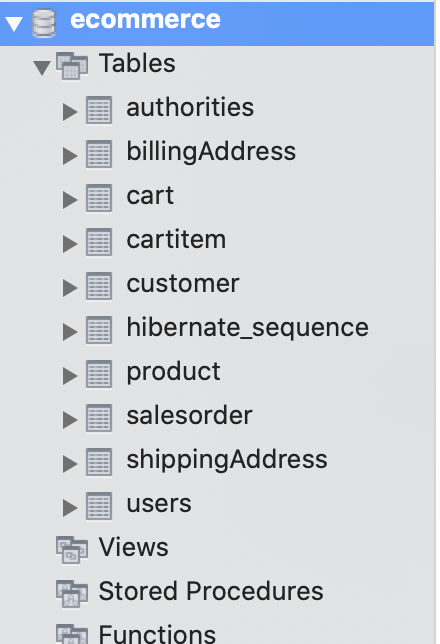 ecommerce
Tables
authorities
billingAddress
cart
cartitem
customer
hibernate_sequence
product
salesorder
shippingAddress
users
Views
Stored Procedures
Functions